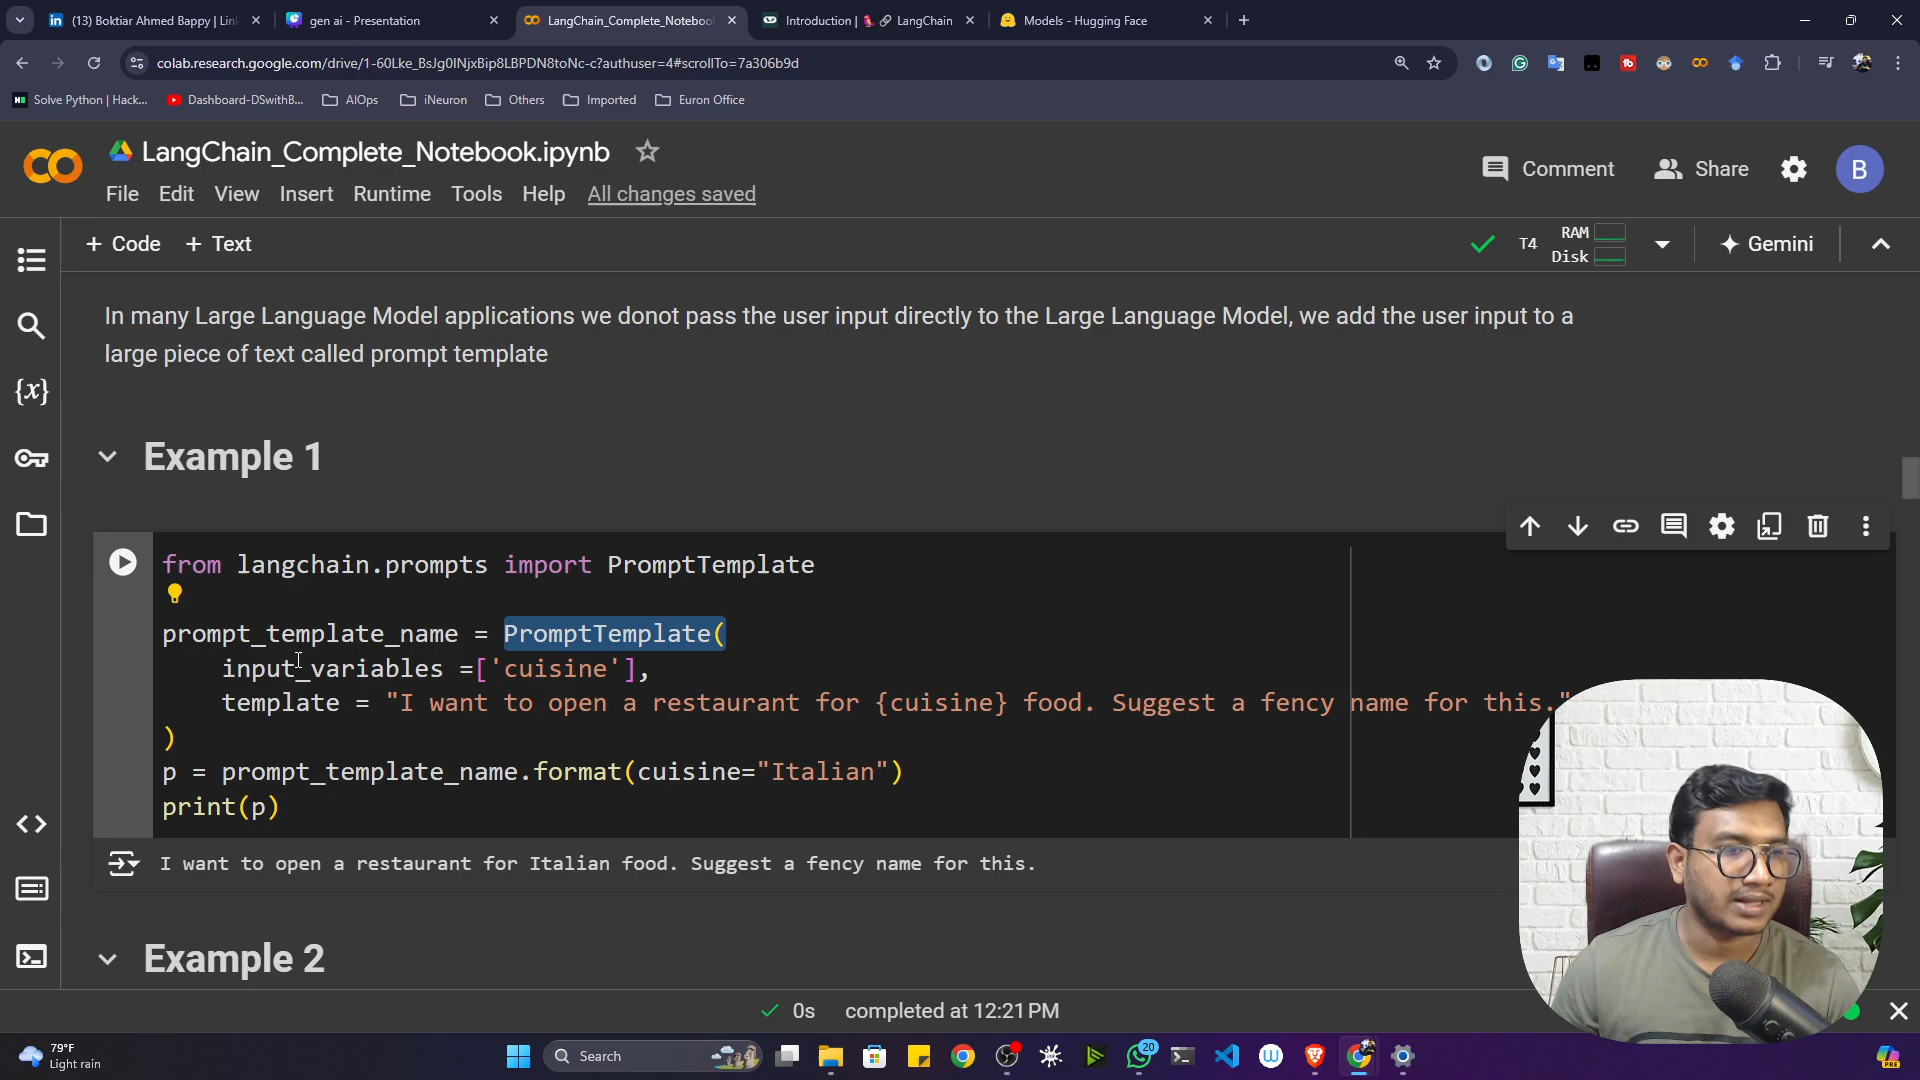 (13) Boktiar Ahmed Bappy | Lin
gen ai - Presentation
LangChain_Complete_Noteboo
Introduction | 🦜🔗 LangChain
Models - Hugging Face
colab.research.google.com/drive/1-60Lke_BsJg0lNjxBip8LBPDN8toNc-c?authuser=4#scrollTo=7a306b9d
Solve Python | Hack...
Dashboard-DSwithB...
AIOps
iNeuron
Others
Imported
Euron Office
LangChain_Complete_Notebook.ipynb
Comment
Share
B
File Edit View Insert Runtime Tools Help All changes saved
+ Code + Text
T4
RAM
Disk
Gemini
In many Large Language Model applications we donot pass the user input directly to the Large Language Model, we add the user input to a
large piece of text called prompt template
Example 1
from langchain.prompts import PromptTemplate
prompt_template_name = PromptTemplate(
input_variables =['cuisine'],
template = "I want to open a restaurant for {cuisine} food. Suggest a fency name for this."
)
p = prompt_template_name.format(cuisine="Italian")
print(p)
I want to open a restaurant for Italian food. Suggest a fency name for this.
Example 2
0s completed at 12:21 PM
79°F
Light rain
Search
20